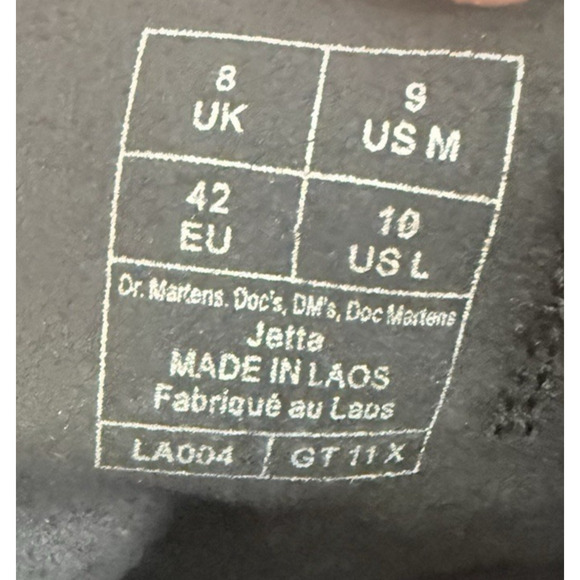 8
UK
9
US M
42
EU
10
US L
Dr. Martens, Doc's, DM's, Doc Martens
Jetta
MADE IN LAOS
Fabriqué au Laos
LA004
GT 11 X